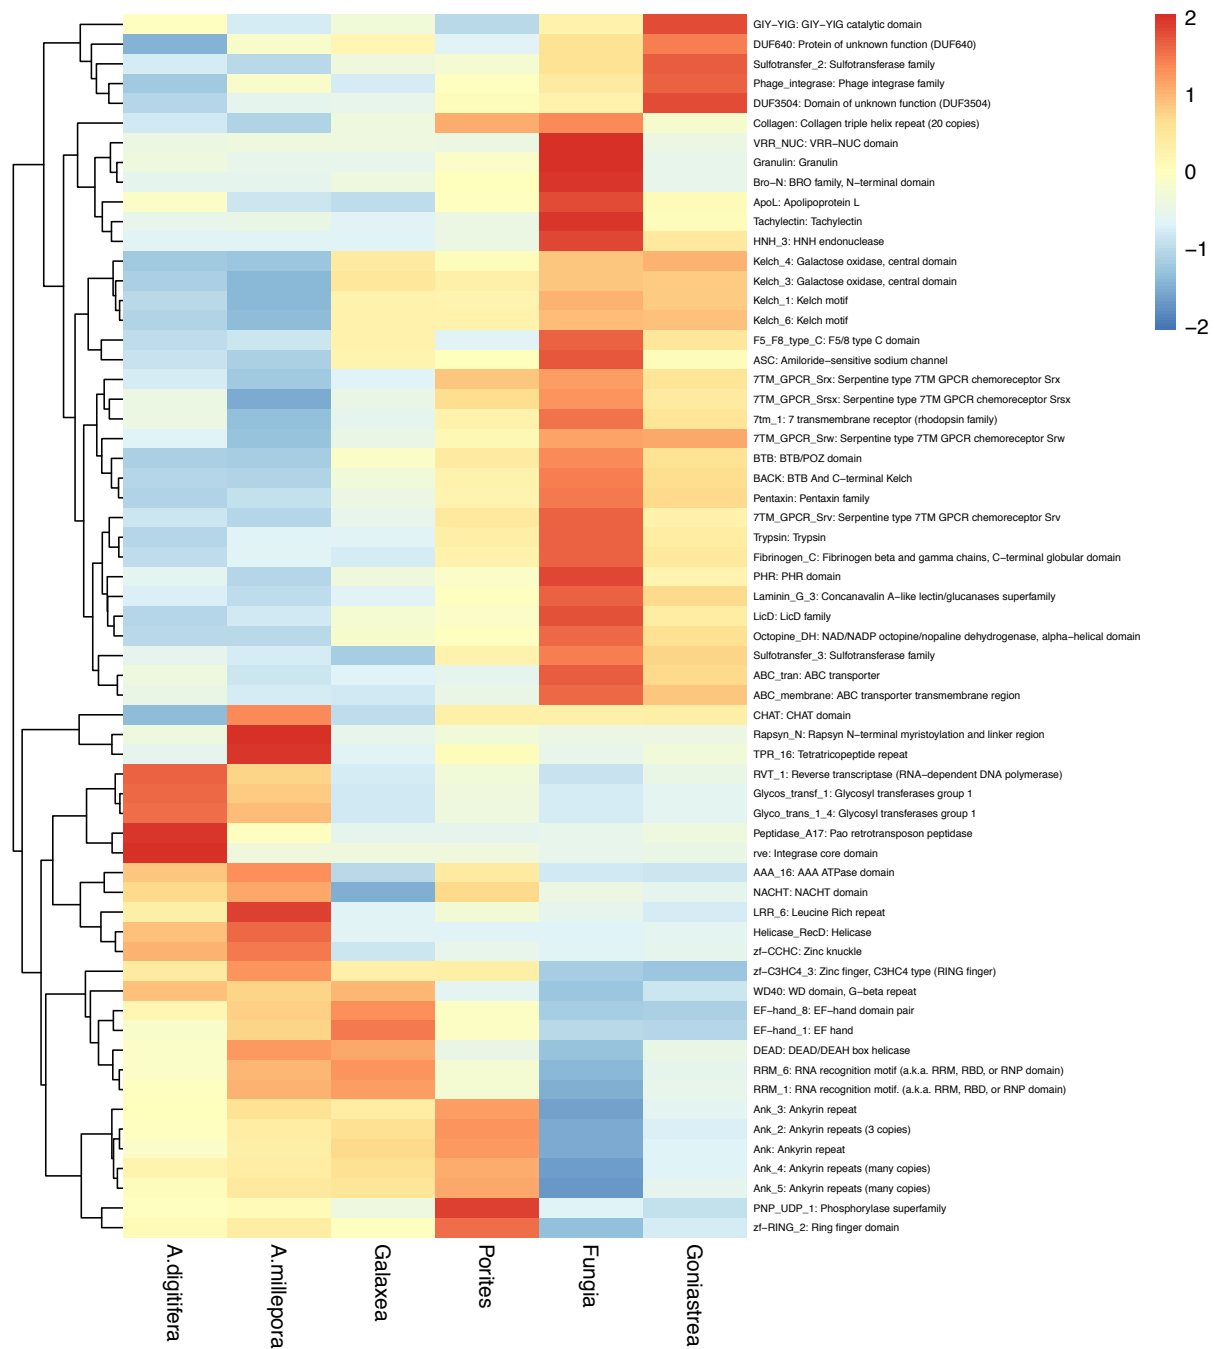 GIY−YIG: GIY−YIG catalytic domain
DUF640: Protein of unknown function (DUF640)
Sulfotransfer_2: Sulfotransferase family
Phage_integrase: Phage integrase family
DUF3504: Domain of unknown function (DUF3504)
Collagen: Collagen triple helix repeat (20 copies)
VRR_NUC: VRR−NUC domain
Granulin: Granulin
Bro−N: BRO family, N−terminal domain
ApoL: Apolipoprotein L
Tachylectin: Tachylectin
HNH_3: HNH endonuclease
Kelch_4: Galactose oxidase, central domain
Kelch_3: Galactose oxidase, central domain
Kelch_1: Kelch motif
Kelch_6: Kelch motif
F5_F8_type_C: F5/8 type C domain
ASC: Amiloride−sensitive sodium channel
7TM_GPCR_Srx: Serpentine type 7TM GPCR chemoreceptor Srx
7TM_GPCR_Srsx: Serpentine type 7TM GPCR chemoreceptor Srsx
7tm_1: 7 transmembrane receptor (rhodopsin family)
7TM_GPCR_Srw: Serpentine type 7TM GPCR chemoreceptor Srw
BTB: BTB/POZ domain
BACK: BTB And C−terminal Kelch
Pentaxin: Pentaxin family
7TM_GPCR_Srv: Serpentine type 7TM GPCR chemoreceptor Srv
Trypsin: Trypsin
Fibrinogen_C: Fibrinogen beta and gamma chains, C−terminal globular domain
PHR: PHR domain
Laminin_G_3: Concanavalin A−like lectin/glucanases superfamily
LicD: LicD family
Octopine_DH: NAD/NADP octopine/nopaline dehydrogenase, alpha−helical domain
Sulfotransfer_3: Sulfotransferase family
ABC_tran: ABC transporter
ABC_membrane: ABC transporter transmembrane region
CHAT: CHAT domain
Rapsyn_N: Rapsyn N−terminal myristoylation and linker region
TPR_16: Tetratricopeptide repeat
RVT_1: Reverse transcriptase (RNA−dependent DNA polymerase)
Glycos_transf_1: Glycosyl transferases group 1
Glyco_trans_1_4: Glycosyl transferases group 1
Peptidase_A17: Pao retrotransposon peptidase
rve: Integrase core domain
AAA_16: AAA ATPase domain
NACHT: NACHT domain
LRR_6: Leucine Rich repeat
Helicase_RecD: Helicase
zf−CCHC: Zinc knuckle
zf−C3HC4_3: Zinc finger, C3HC4 type (RING finger)
WD40: WD domain, G−beta repeat
EF−hand_8: EF−hand domain pair
EF−hand_1: EF hand
DEAD: DEAD/DEAH box helicase
RRM_6: RNA recognition motif (a.k.a. RRM, RBD, or RNP domain)
RRM_1: RNA recognition motif. (a.k.a. RRM, RBD, or RNP domain)
Ank_3: Ankyrin repeat
Ank_2: Ankyrin repeats (3 copies)
Ank: Ankyrin repeat
Ank_4: Ankyrin repeats (many copies)
Ank_5: Ankyrin repeats (many copies)
PNP_UDP_1: Phosphorylase superfamily
zf−RING_2: Ring finger domain
A.digitifera
A.millepora
Galaxea
Porites
Fungia
Goniastrea
2
1
0
−1
−2